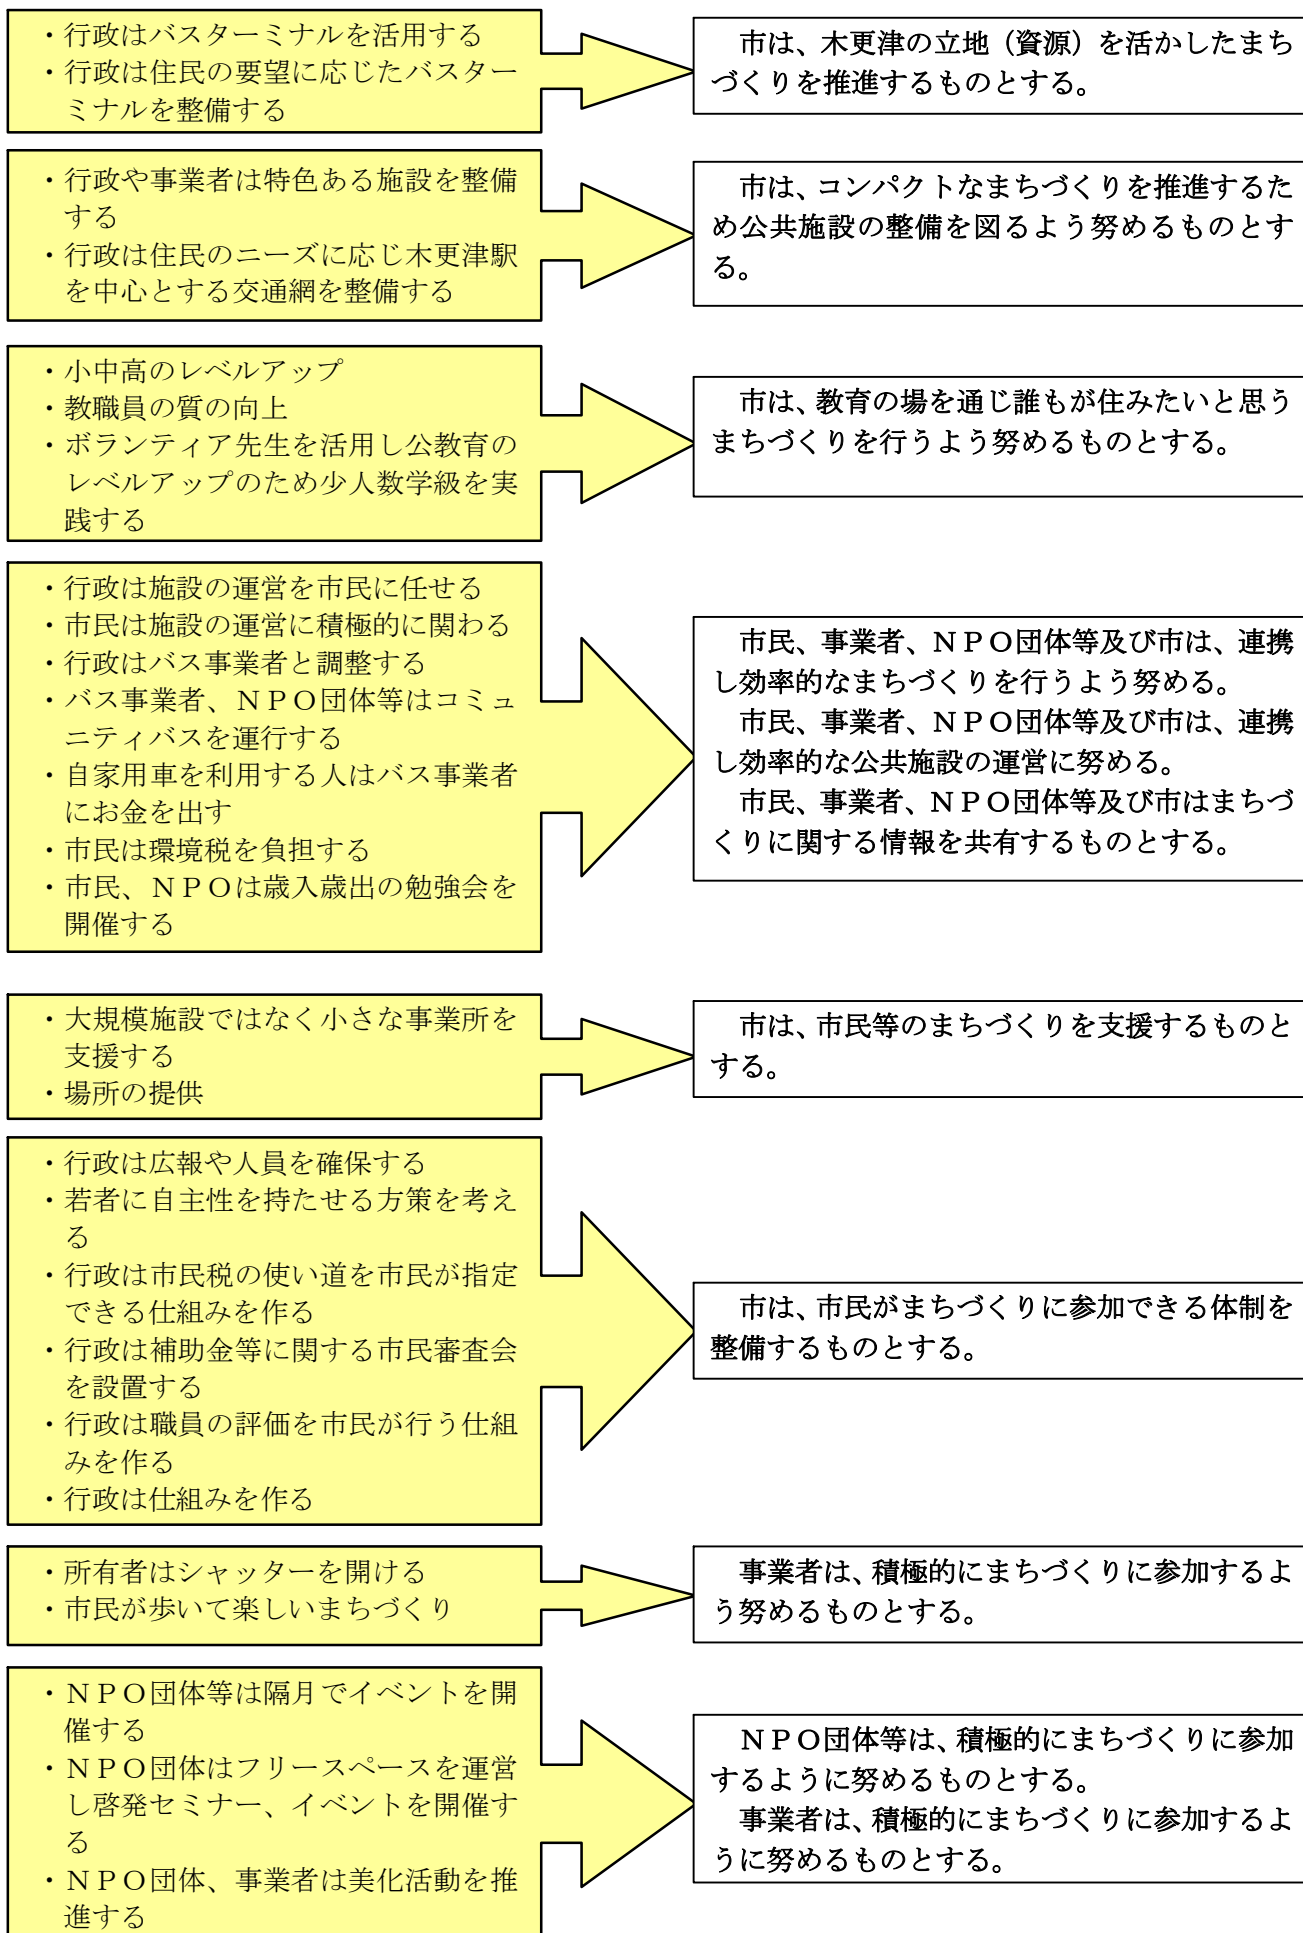 ・行政はバスターミナルを活用する
・行政は住民の要望に応じたバスター
ミナルを整備する
市は、木更津の立地（資源）を活かしたまち
づくりを推進するものとする。
・行政や事業者は特色ある施設を整備
する
・行政は住民のニーズに応じ木更津駅
を中心とする交通網を整備する
市は、コンパクトなまちづくりを推進するた
め公共施設の整備を図るよう努めるものとす
る。
・小中高のレベルアップ
・教職員の質の向上
・ボランティア先生を活用し公教育の
レベルアップのため少人数学級を実
践する
市は、教育の場を通じ誰もが住みたいと思う
まちづくりを行うよう努めるものとする。
・行政は施設の運営を市民に任せる
・市民は施設の運営に積極的に関わる
・行政はバス事業者と調整する
・バス事業者、ＮＰＯ団体等はコミュ
ニティバスを運行する
・自家用車を利用する人はバス事業者
にお金を出す
・市民は環境税を負担する
・市民、ＮＰＯは歳入歳出の勉強会を
開催する
市民、事業者、ＮＰＯ団体等及び市は、連携
し効率的なまちづくりを行うよう努める。
市民、事業者、ＮＰＯ団体等及び市は、連携
し効率的な公共施設の運営に努める。
市民、事業者、ＮＰＯ団体等及び市はまちづ
くりに関する情報を共有するものとする。
・大規模施設ではなく小さな事業所を
支援する
・場所の提供
市は、市民等のまちづくりを支援するものと
する。
・行政は広報や人員を確保する
・若者に自主性を持たせる方策を考え
る
・行政は市民税の使い道を市民が指定
できる仕組みを作る
・行政は補助金等に関する市民審査会
を設置する
・行政は職員の評価を市民が行う仕組
みを作る
・行政は仕組みを作る
市は、市民がまちづくりに参加できる体制を
整備するものとする。
・所有者はシャッターを開ける
・市民が歩いて楽しいまちづくり
事業者は、積極的にまちづくりに参加するよ
う努めるものとする。
・ＮＰＯ団体等は隔月でイベントを開
催する
・ＮＰＯ団体はフリースペースを運営
し啓発セミナー、イベントを開催す
る
・ＮＰＯ団体、事業者は美化活動を推
進する
ＮＰＯ団体等は、積極的にまちづくりに参加
するように努めるものとする。
事業者は、積極的にまちづくりに参加するよ
うに努めるものとする。